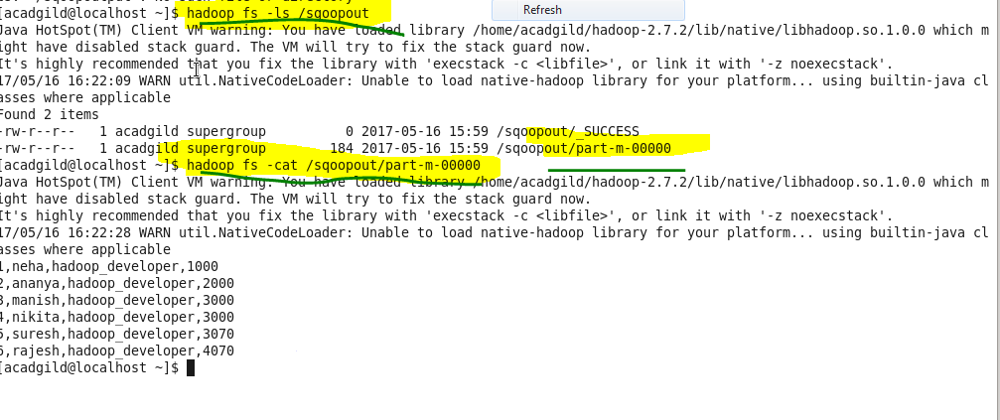 [acadgild@localhost ~]$ hadoop fs -ls /sqoopout
Refresh
Java HotSpot(TM) Client VM warning: You have loaded library /home/acadgild/hadoop-2.7.2/lib/native/libhadoop.so.1.0.0 which m
ight have disabled stack guard. The VM will try to fix the stack guard now.
It's highly recommended that you fix the library with 'execstack -c <libfile>', or link it with '-z noexecstack'.
17/05/16 16:22:09 WARN util.NativeCodeLoader: Unable to load native-hadoop library for your platform... using builtin-java cl
asses where applicable
Found 2 items
-rw-r--r--   1 acadgild supergroup          0 2017-05-16 15:59 /sqoopout/_SUCCESS
-rw-r--r--   1 acadgild supergroup        184 2017-05-16 15:59 /sqoopout/part-m-00000
[acadgild@localhost ~]$ hadoop fs -cat /sqoopout/part-m-00000
Java HotSpot(TM) Client VM warning: You have loaded library /home/acadgild/hadoop-2.7.2/lib/native/libhadoop.so.1.0.0 which m
ight have disabled stack guard. The VM will try to fix the stack guard now.
It's highly recommended that you fix the library with 'execstack -c <libfile>', or link it with '-z noexecstack'.
17/05/16 16:22:28 WARN util.NativeCodeLoader: Unable to load native-hadoop library for your platform... using builtin-java cl
asses where applicable
1,neha,hadoop_developer,1000
2,ananya,hadoop_developer,2000
3,manish,hadoop_developer,3000
4,nikita,hadoop_developer,3000
5,suresh,hadoop_developer,3070
6,rajesh,hadoop_developer,4070
[acadgild@localhost ~]$